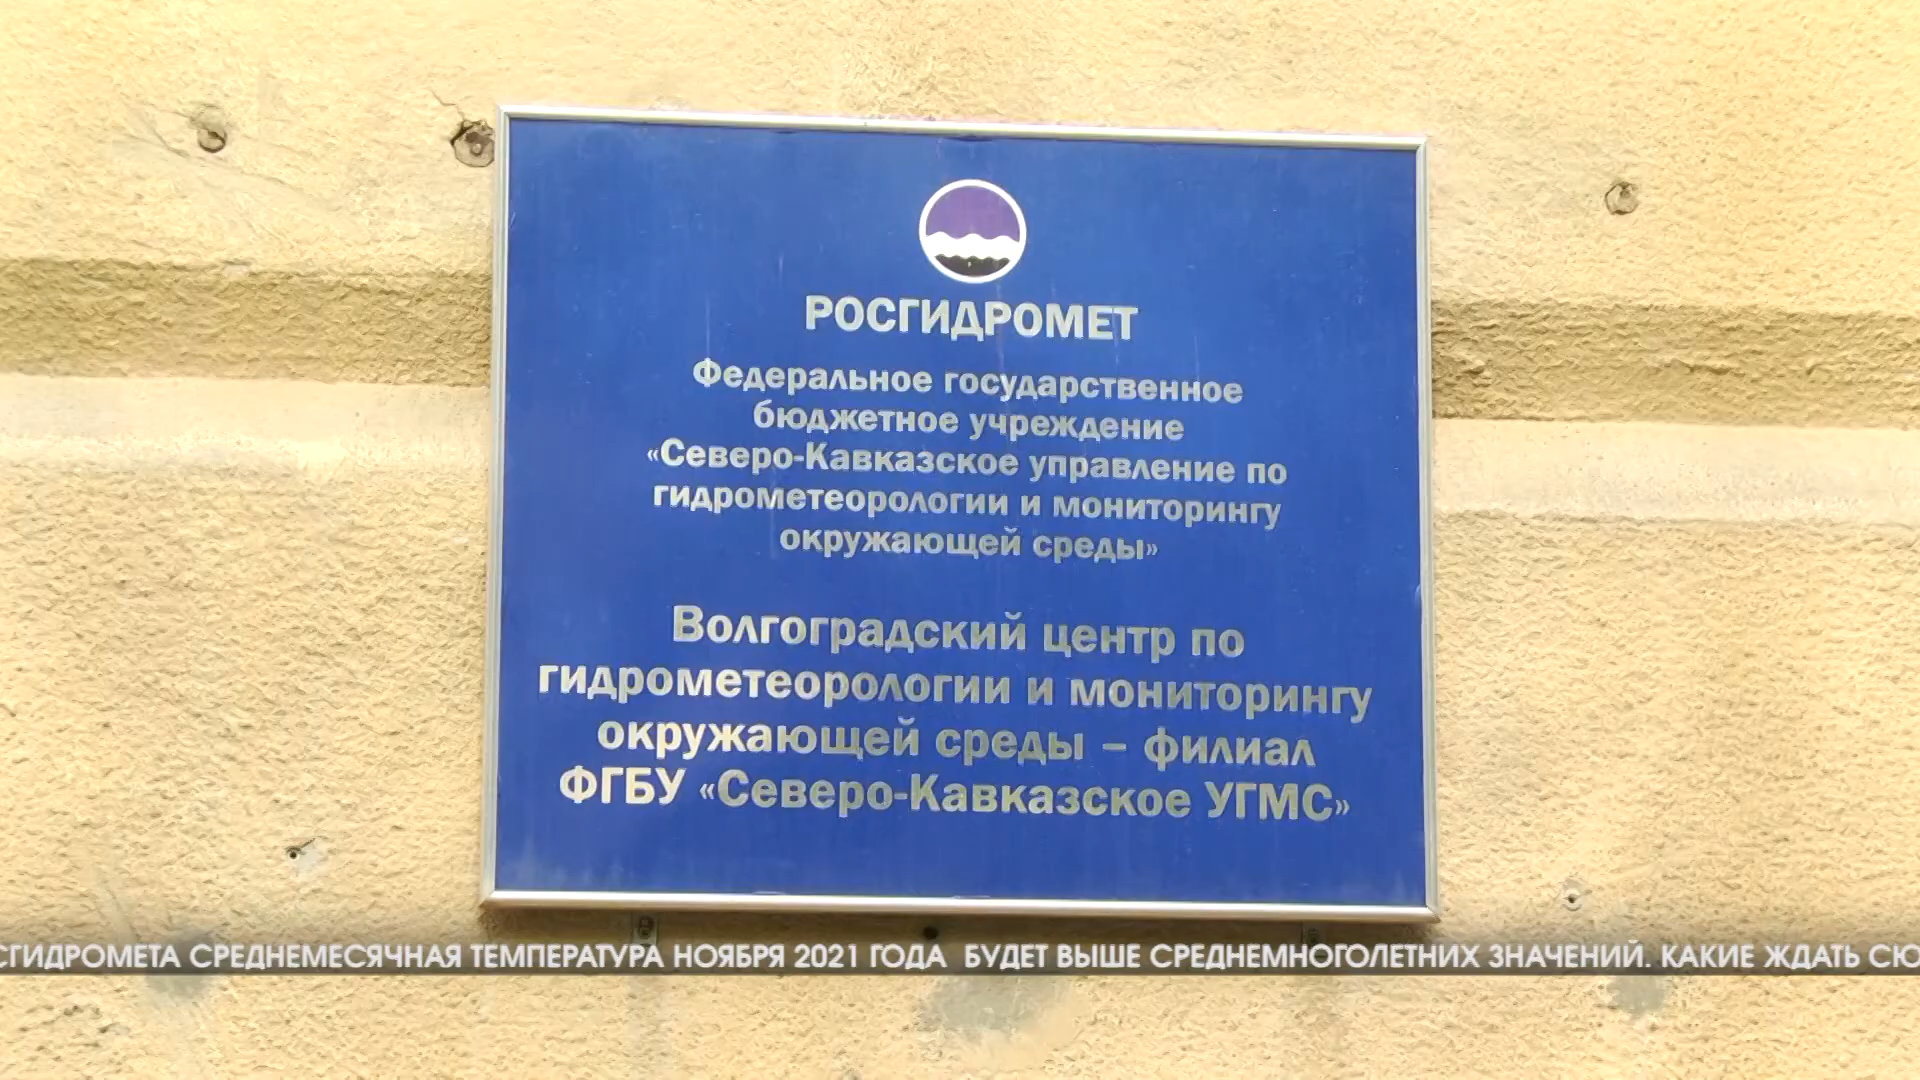 РОСГИДРОМЕТ
Федеральное государственное
бюджетное учреждение
«Северо-Кавказское управление по
гидрометеорологии и мониторингу
окружающей среды»
Волгоградский центр по
гидрометеорологии и мониторингу
окружающей среды – филиал
ФГБУ «Северо-Кавказское УГМС»
СГИДРОМЕТА СРЕДНЕМЕСЯЧНАЯ ТЕМПЕРАТУРА НОЯБРЯ 2021 ГОДА БУДЕТ ВЫШЕ СРЕДНЕМНОГОЛЕТНИХ ЗНАЧЕНИЙ. КАКИЕ ЖДАТЬ СЮ